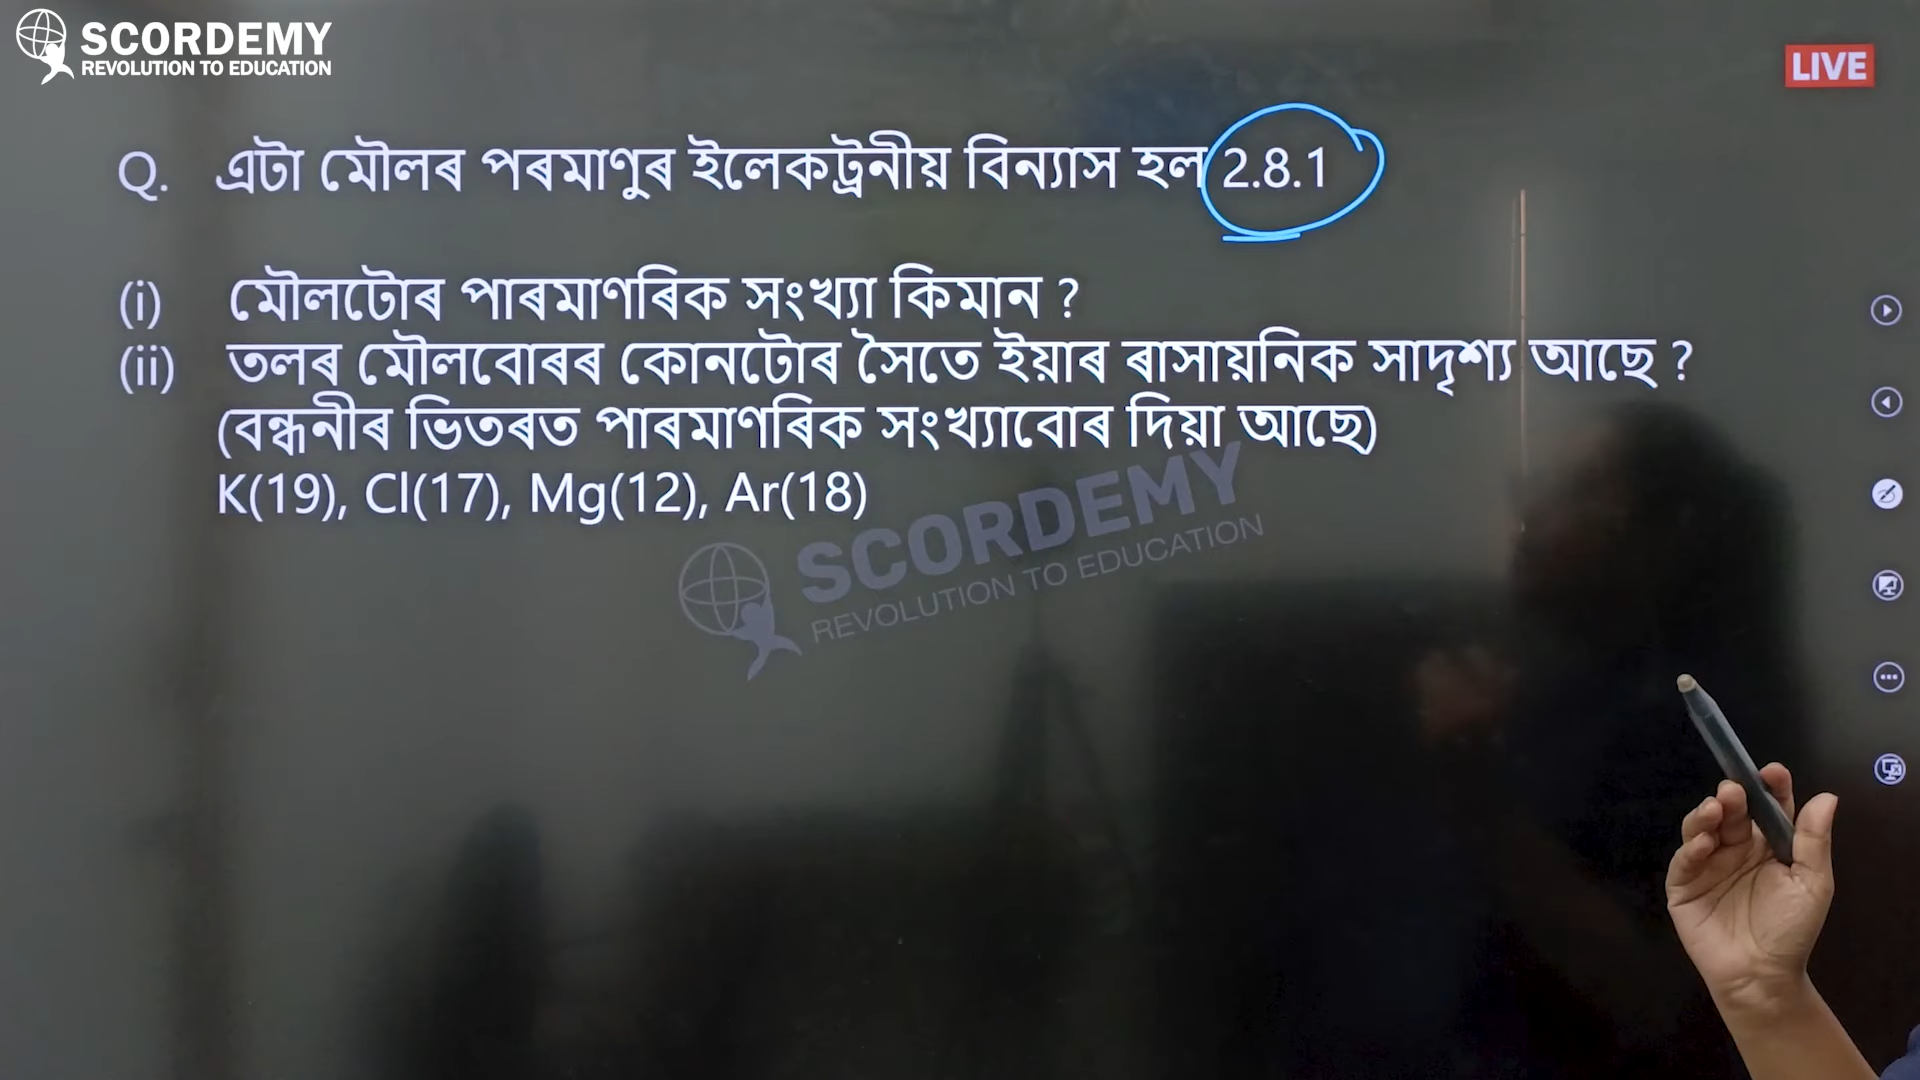 SCORDEMY
REVOLUTION TO EDUCATION
LIVE
Q. এটা মৌলৰ পৰমাণুৰ ইলেকট্ৰনীয় বিন্যাস হল 2.8.1
(i) মৌলটোৰ পাৰমাণৱিক সংখ্যা কিমান ?
(ii) তলৰ মৌলবোৰৰ কোনটোৰ সৈতে ইয়াৰ ৰাসায়নিক সাদৃশ্য আছে ?
(বন্ধনীৰ ভিতৰত পাৰমাণৱিক সংখ্যাবোৰ দিয়া আছে)
K(19), Cl(17), Mg(12), Ar(18)
SCORDEMY
REVOLUTION TO EDUCATION